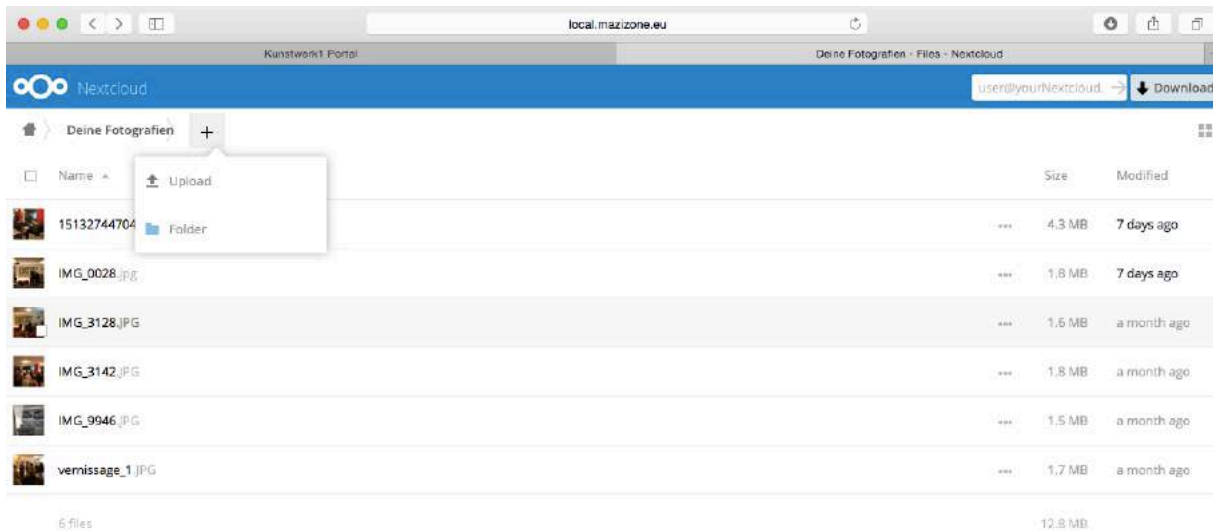 local.mazizone.eu
Kunstwerk1 Portal
Deine Fotografien - Files - Nextcloud
Nextcloud
user@yourNextcloud.
Download
Deine Fotografien
+
Name
Size
Modified
Upload
Folder
15132744704
4.3 MB
7 days ago
IMG_0028.jpg
1.8 MB
7 days ago
IMG_3128.JPG
1.6 MB
a month ago
IMG_3142.JPG
1.8 MB
a month ago
IMG_9946.JPG
1.5 MB
a month ago
vernissage_1.JPG
1.7 MB
a month ago
6 files
12.8 MB